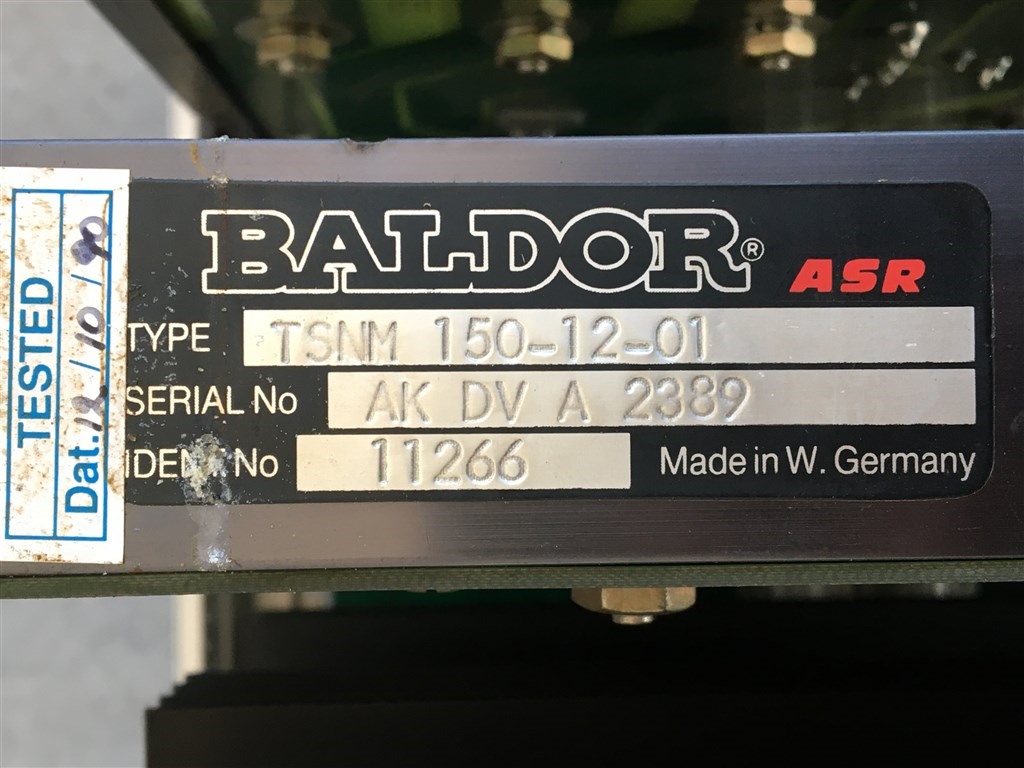 BALDOR® ASR
TYPE TSNM 150-12-01
SERIAL No AK DV A 2389
IDENT No 11266
Made in W. Germany
TESTED
Dat. 12/10/90